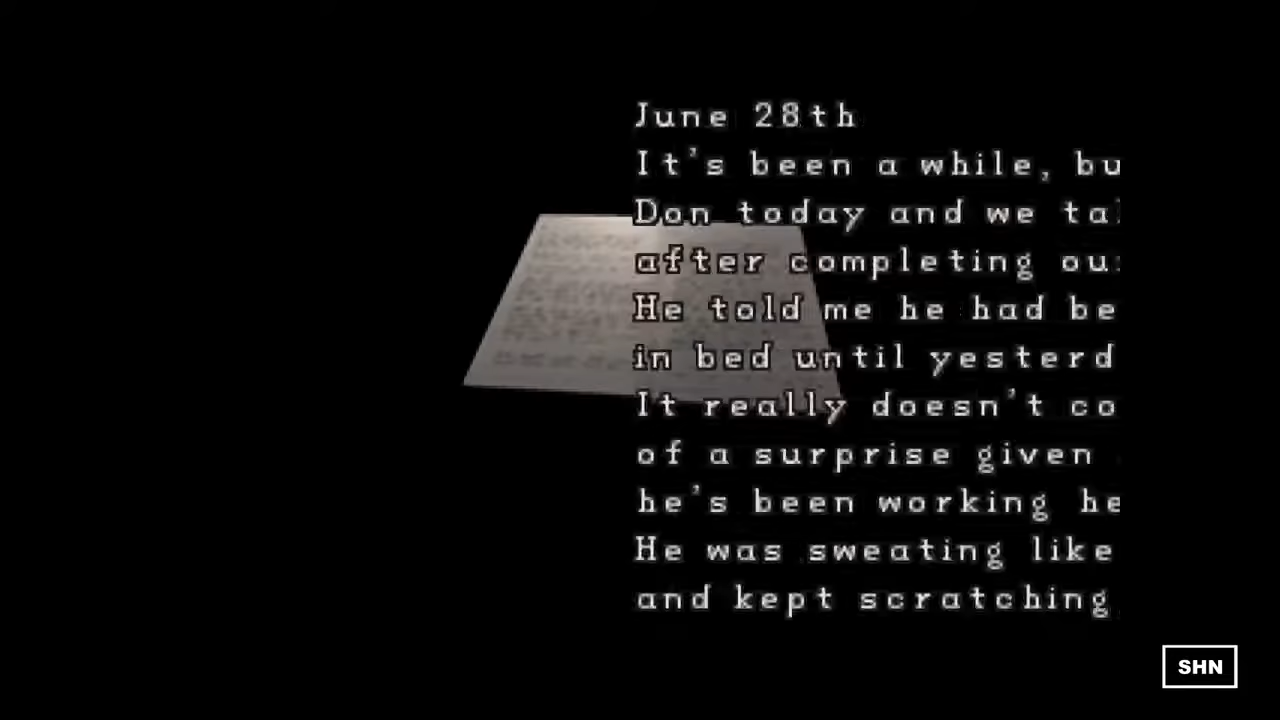 June 28th
It's been a while, bu
Don today and we ta
after completing ou
He told me he had be
in bed until yesterd
It really doesn't co
of a surprise given
he's been working he
He was sweating like
and kept scratching
SHN